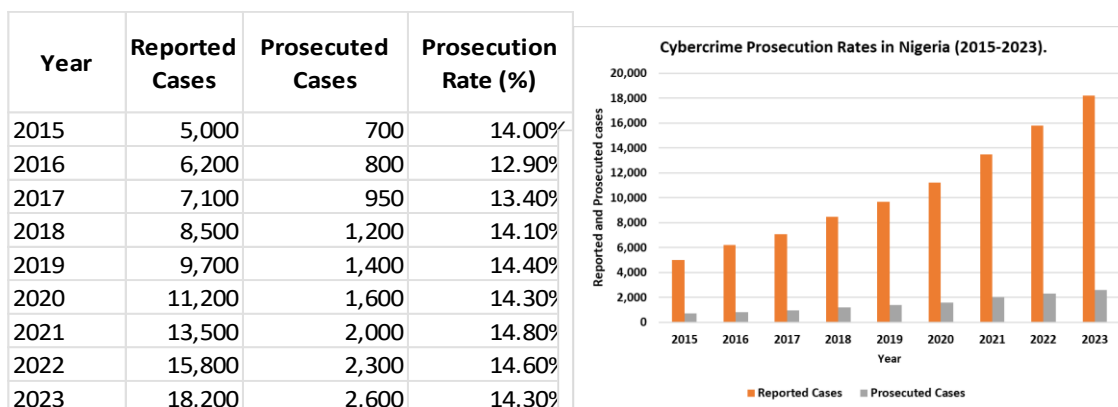 Year Reported Cases Prosecuted Cases Prosecution Rate (%)
2015 5,000 700 14.00%
2016 6,200 800 12.90%
2017 7,100 950 13.40%
2018 8,500 1,200 14.10%
2019 9,700 1,400 14.40%
2020 11,200 1,600 14.30%
2021 13,500 2,000 14.80%
2022 15,800 2,300 14.60%
2023 18,200 2,600 14.30%
Cybercrime Prosecution Rates in Nigeria (2015-2023).
Reported and Prosecuted cases
20,000
18,000
16,000
14,000
12,000
10,000
8,000
6,000
4,000
2,000
0
2015 2016 2017 2018 2019 2020 2021 2022 2023
Year
Reported Cases Prosecuted Cases